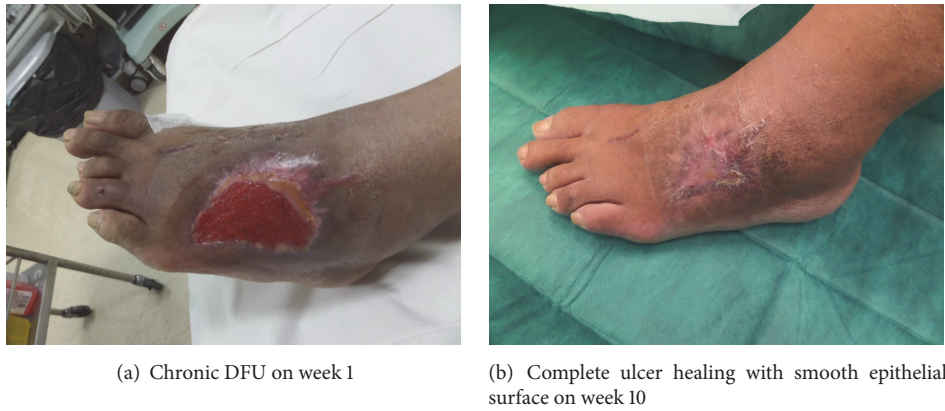 (a) Chronic DFU on week 1
(b) Complete ulcer healing with smooth epithelial
surface on week 10